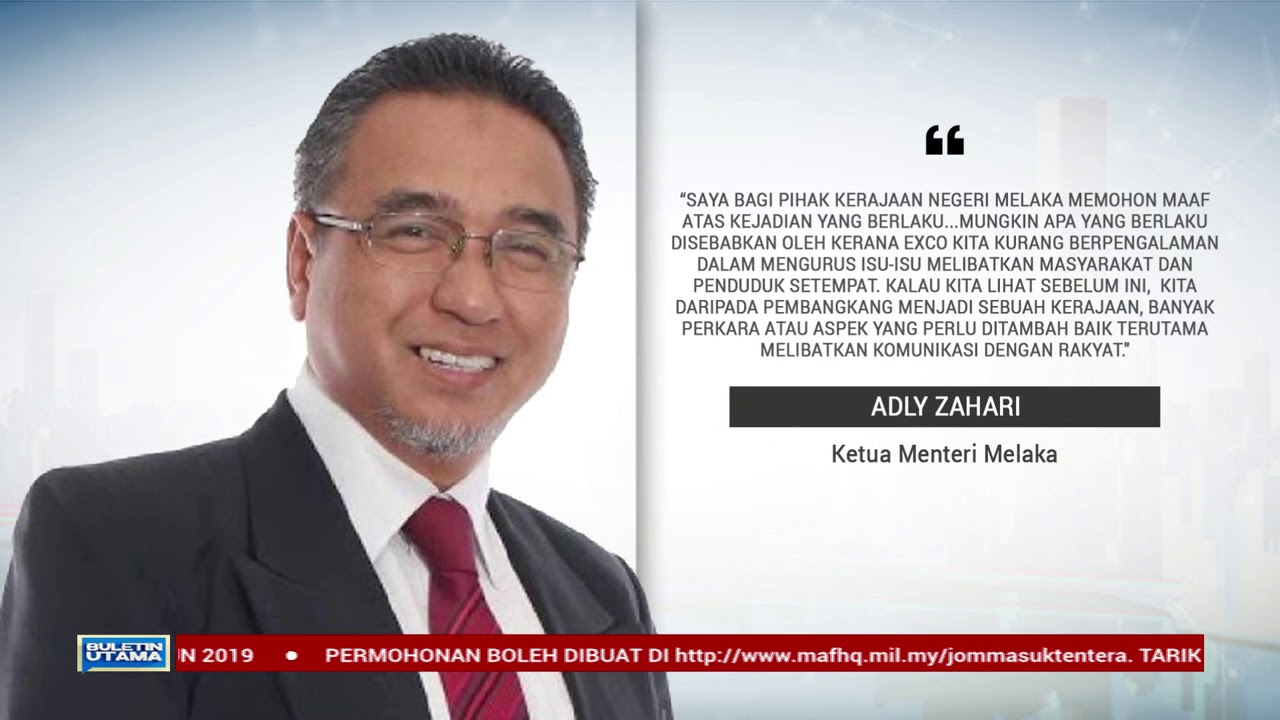 “SAYA BAGI PIHAK KERAJAAN NEGERI MELAKA MEMOHON MAAF
ATAS KEJADIAN YANG BERLAKU...MUNGKIN APA YANG BERLAKU
DISEBABKAN OLEH KERANA EXCO KITA KURANG BERPENGALAMAN
DALAM MENGURUS ISU-ISU MELIBATKAN MASYARAKAT DAN
PENDUDUK SETEMPAT. KALAU KITA LIHAT SEBELUM INI,  KITA
DARIPADA PEMBANGKANG MENJADI SEBUAH KERAJAAN, BANYAK
PERKARA ATAU ASPEK YANG PERLU DITAMBAH BAIK TERUTAMA
MELIBATKAN KOMUNIKASI DENGAN RAKYAT."
ADLY ZAHARI
Ketua Menteri Melaka
BULETIN
UTAMA
UN 2019 • PERMOHONAN BOLEH DIBUAT DI http://www.mafhq.mil.my/jommasuktentera. TARIK